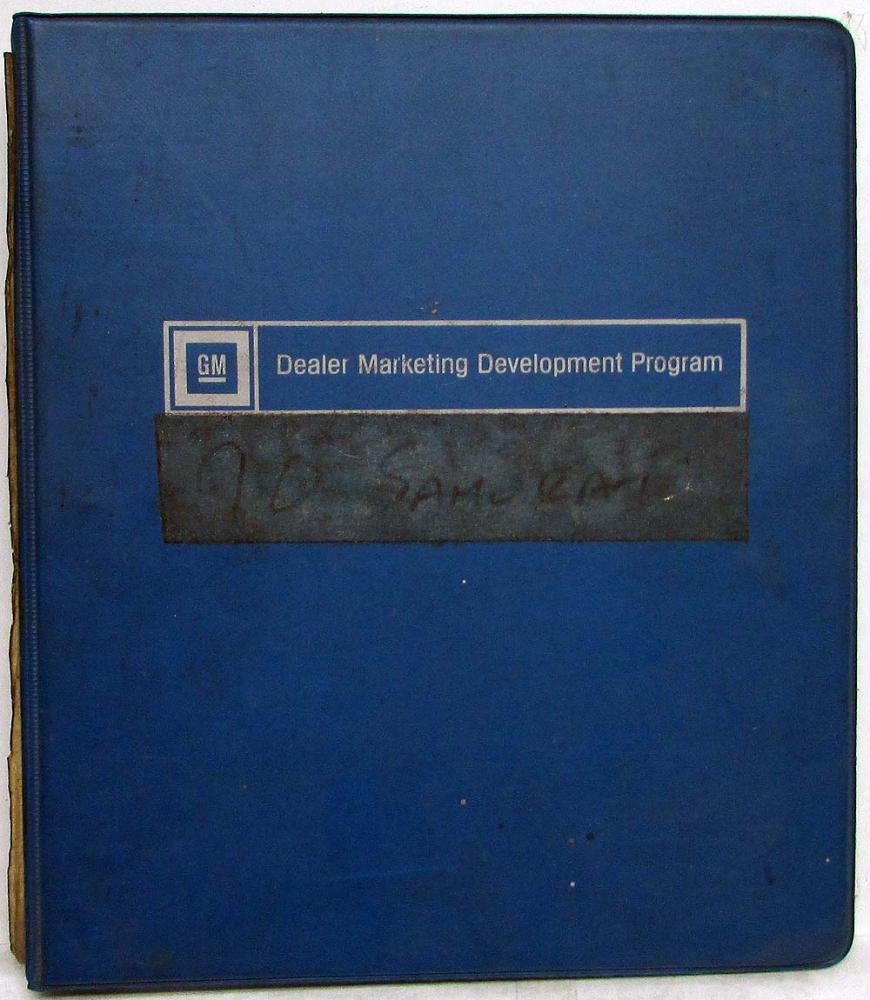 GM
Dealer Marketing Development Program
90 SAMURAI